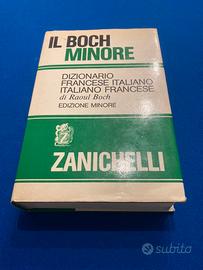 IL BOCH
MINORE
DIZIONARIO
FRANCESE ITALIANO
ITALIANO FRANCESE
di Raoul Boch
EDIZIONE MINORE
ZANICHELLI
subito